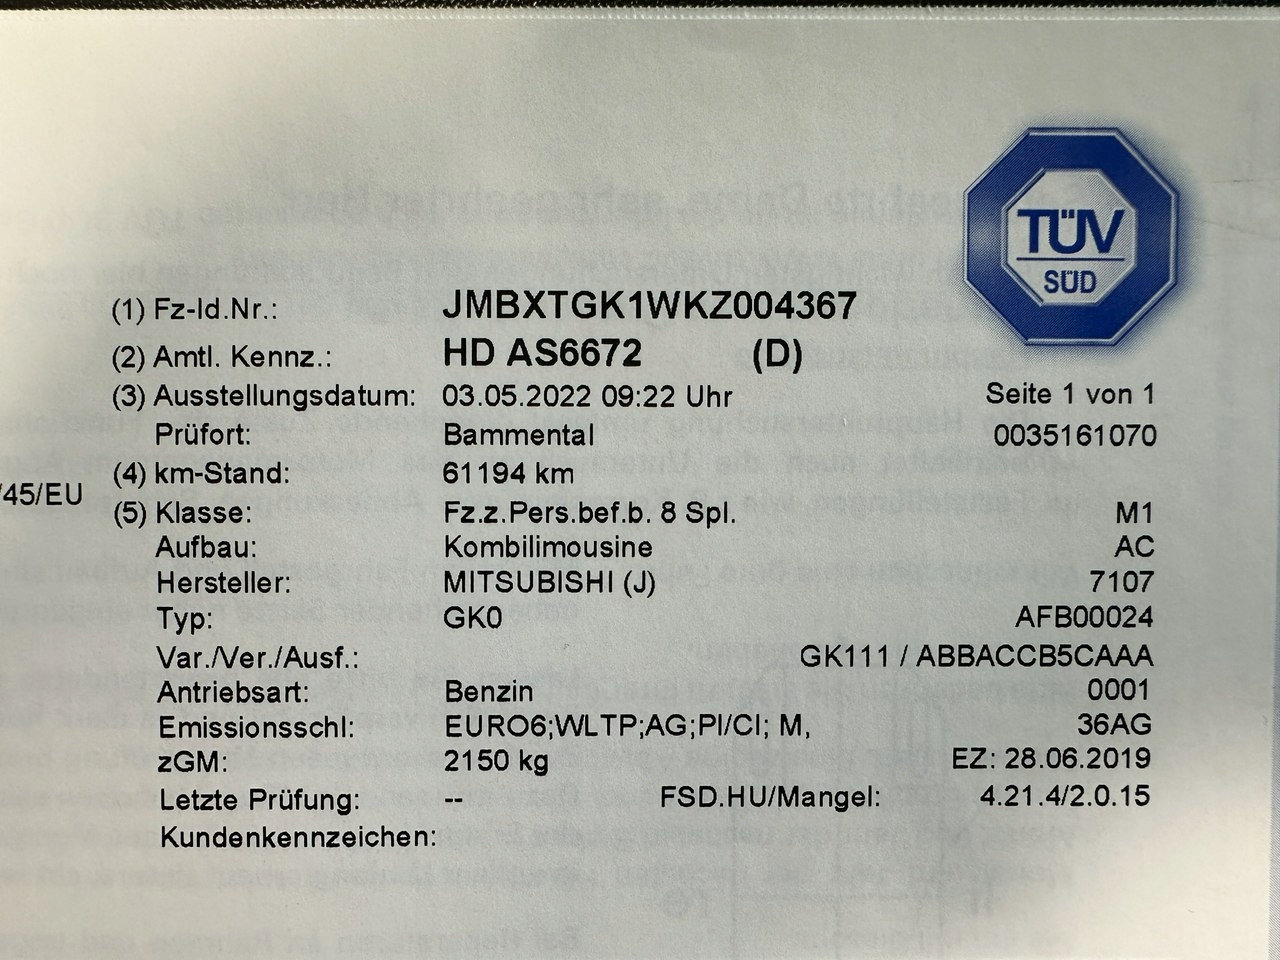 TÜV
SÜD
(1) Fz-Id.Nr.: JMBXTGK1WKZ004367
(2) Amtl. Kennz.: HD AS6672 (D)
(3) Ausstellungsdatum: 03.05.2022 09:22 Uhr Seite 1 von 1
Prüfort: Bammental 0035161070
(4) km-Stand: 61194 km
/45/EU
(5) Klasse: Fz.z.Pers.bef.b. 8 Spl. M1
Aufbau: Kombilimousine AC
Hersteller: MITSUBISHI (J) 7107
Typ: GK0 AFB00024
Var./Ver./Ausf.: GK111 / ABBACCB5CAAA
Antriebsart: Benzin 0001
Emissionsschl: EURO6;WLTP;AG;PI/CI; M, 36AG
zGM: 2150 kg EZ: 28.06.2019
Letzte Prüfung: -- FSD.HU/Mangel: 4.21.4/2.0.15
Kundenkennzeichen: